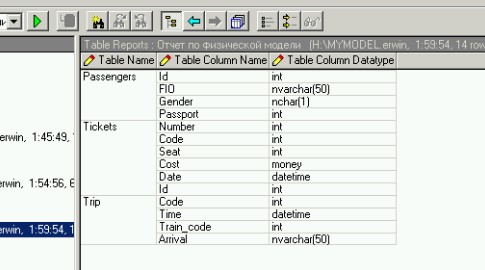 Table Reports : Отчет по физической модели (H:\MYMODEL.erwin, 1:59:54, 14 row
Table Name Table Column Name Table Column Datatype
Passengers Id int
FIO nvarchar(50)
Gender nchar(1)
Passport int
Tickets Number int
erwin, 1:45:49,
Code int
Seat int
Cost money
erwin, 1:54:56,
Date datetime
Id int
Trip Code int
Time datetime
erwin, 1:59:54, 1
Train_code int
Arrival nvarchar(50)